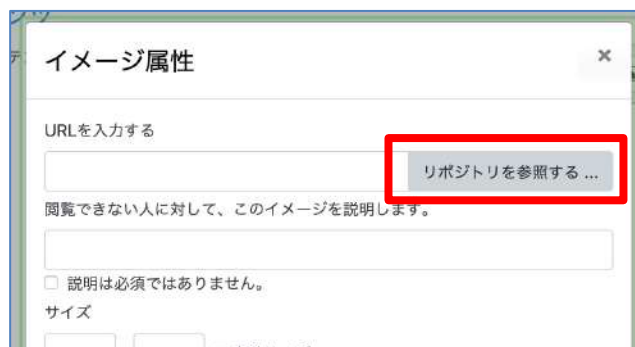 イメージ属性
×
URLを入力する
リポジトリを参照する ...
閲覧できない人に対して、このイメージを説明します。
説明は必須ではありません。
サイズ